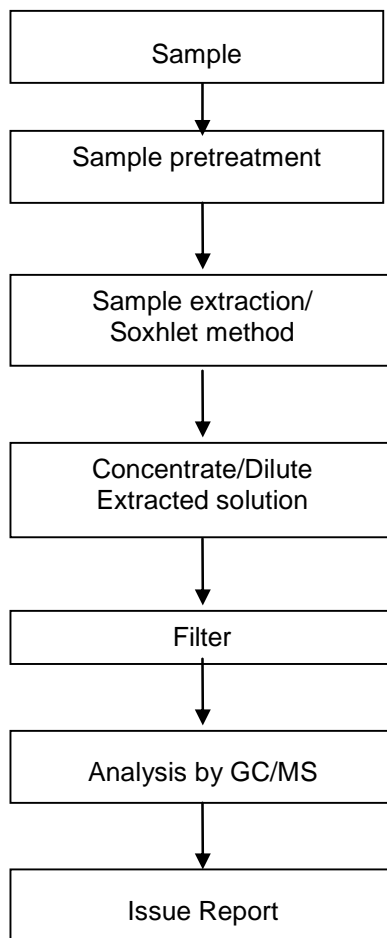 Sample
Sample pretreatment
Sample extraction/
Soxhlet method
Concentrate/Dilute
Extracted solution
Filter
Analysis by GC/MS
Issue Report